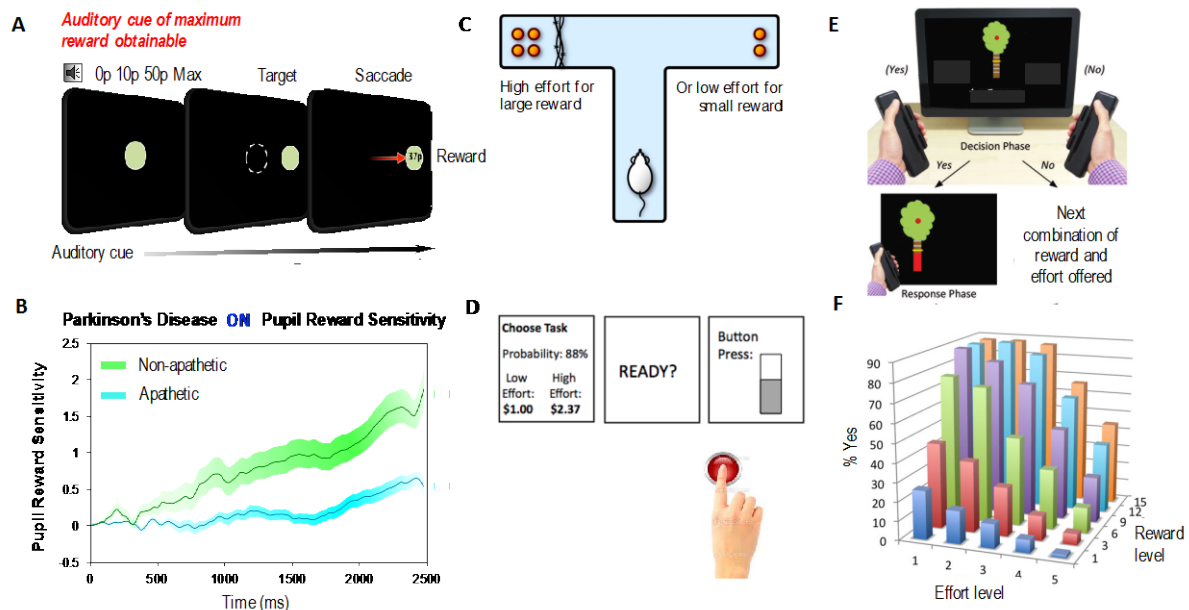 A
Auditory cue of maximum
reward obtainable
0p 10p 50p Max
Target
Saccade
Reward
Auditory cue
B
Parkinson's Disease ON Pupil Reward Sensitivity
2.5
2
1.5
1
0.5
0
-0.5
Pupil Reward Sensitivity
Non-apathetic
Apathetic
0
500
1000
1500
2000
2500
Time (ms)
C
High effort for
large reward
Or low effort for
small reward
D
Choose Task
Probability: 88%
Low
Effort:
$1.00
High
Effort:
$2.37
READY?
Button
Press:
E
(Yes)
(No)
Decision Phase
Yes
No
Response Phase
Next
combination of
reward and
effort offered
F
90
80
70
60
50
40
30
20
10
0
% Yes
1
2
3
4
5
Effort level
15
12
9
6
3
1
Reward
level